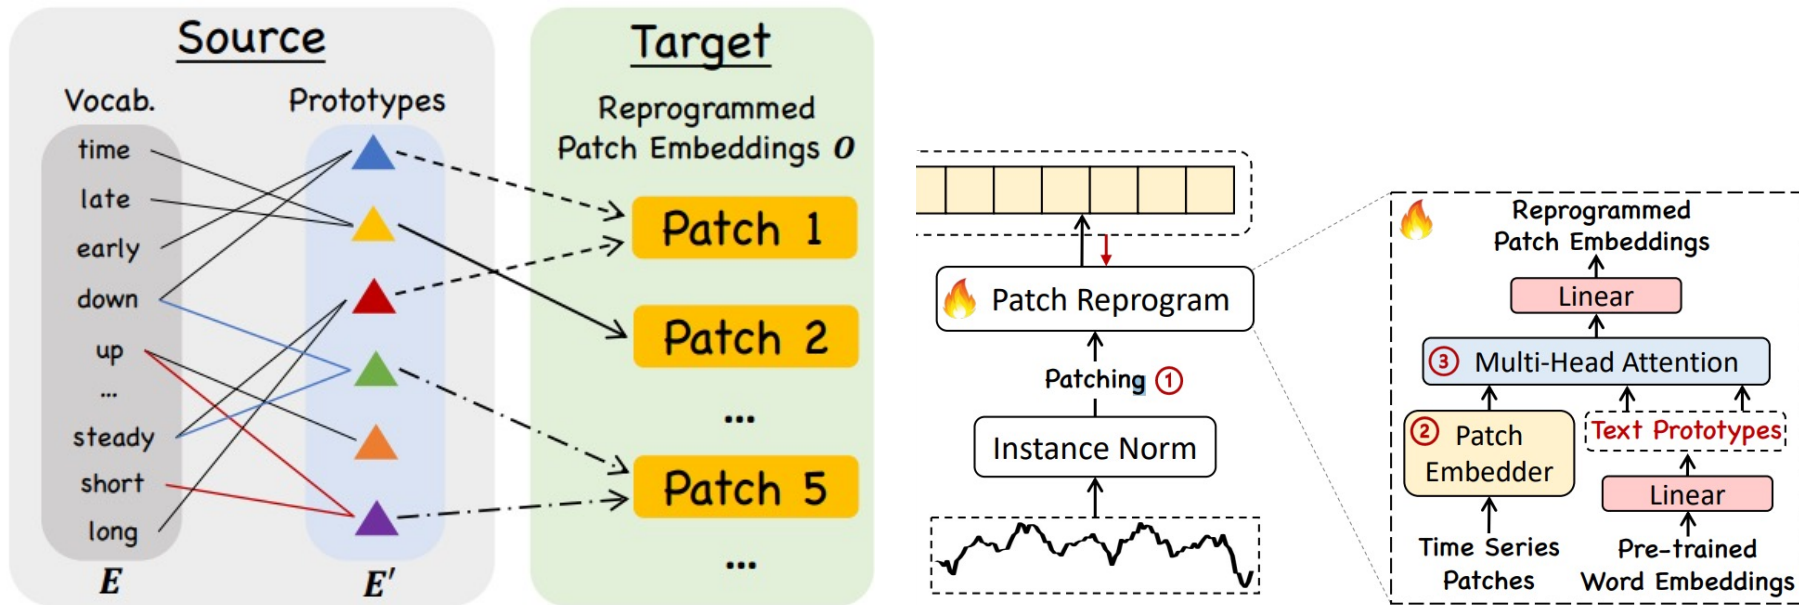 Source
Vocab.
Prototypes
time
late
early
down
up
...
steady
short
long
E
E'
Target
Reprogrammed
Patch Embeddings O
Patch 1
Patch 2
...
Patch 5
...
Patch Reprogram
Patching ①
Instance Norm
Reprogrammed
Patch Embeddings
Linear
③ Multi-Head Attention
② Patch
Embedder
Text Prototypes
Linear
Time Series
Patches
Pre-trained
Word Embeddings